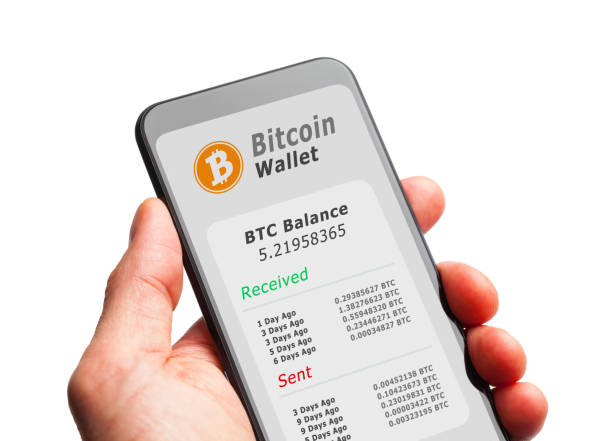 Bitcoin
Wallet
BTC Balance
5.21958365
Received
1 Day Ago 0.29385627 BTC
3 Days Ago 1.38276623 BTC
3 Days Ago 0.55948320 BTC
5 Days Ago 0.23446271 BTC
6 Days Ago 0.00034827 BTC
Sent
3 Days Ago 0.00452138 BTC
9 Days Ago 0.10423673 BTC
9 Days Ago 0.23019831 BTC
Days Ago 0.00003422 BTC
Days Ago 0.00323195 BTC